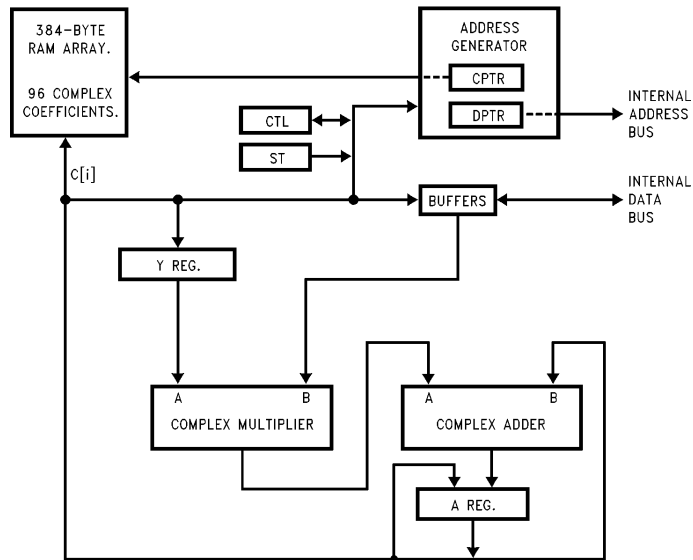 384-BYTE
RAM ARRAY.
96 COMPLEX
COEFFICIENTS.
ADDRESS
GENERATOR
CPTR
DPTR
INTERNAL
ADDRESS
BUS
CTL
ST
C[i]
BUFFERS
INTERNAL
DATA
BUS
Y REG.
A B
COMPLEX MULTIPLIER
A B
COMPLEX ADDER
A REG.